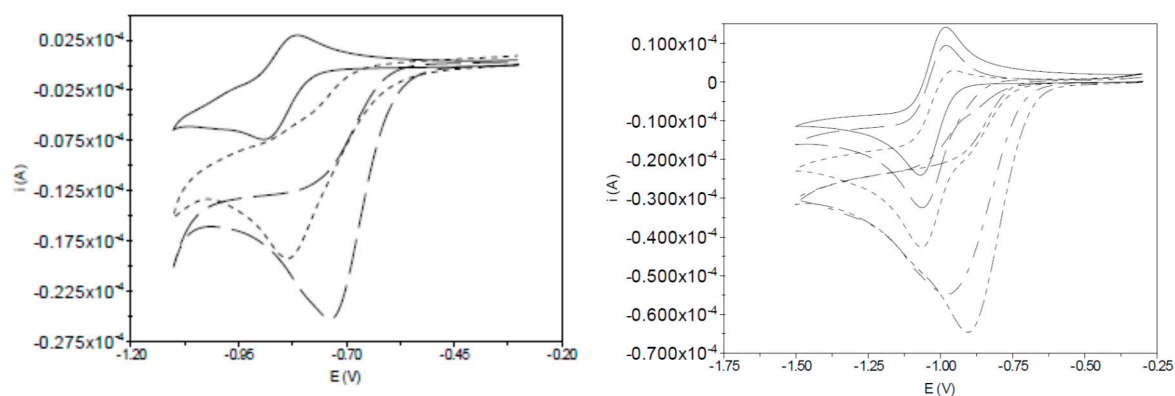 0.025x10⁻⁴
-0.025x10⁻⁴
-0.075x10⁻⁴
-0.125x10⁻⁴
-0.175x10⁻⁴
-0.225x10⁻⁴
-0.275x10⁻⁴
i (A)
-1.20 -0.95 -0.70 -0.45 -0.20
E (V)
0.100x10⁻⁴
0
-0.100x10⁻⁴
-0.200x10⁻⁴
-0.300x10⁻⁴
-0.400x10⁻⁴
-0.500x10⁻⁴
-0.600x10⁻⁴
-0.700x10⁻⁴
i (A)
-1.75 -1.50 -1.25 -1.00 -0.75 -0.50 -0.25
E (V)